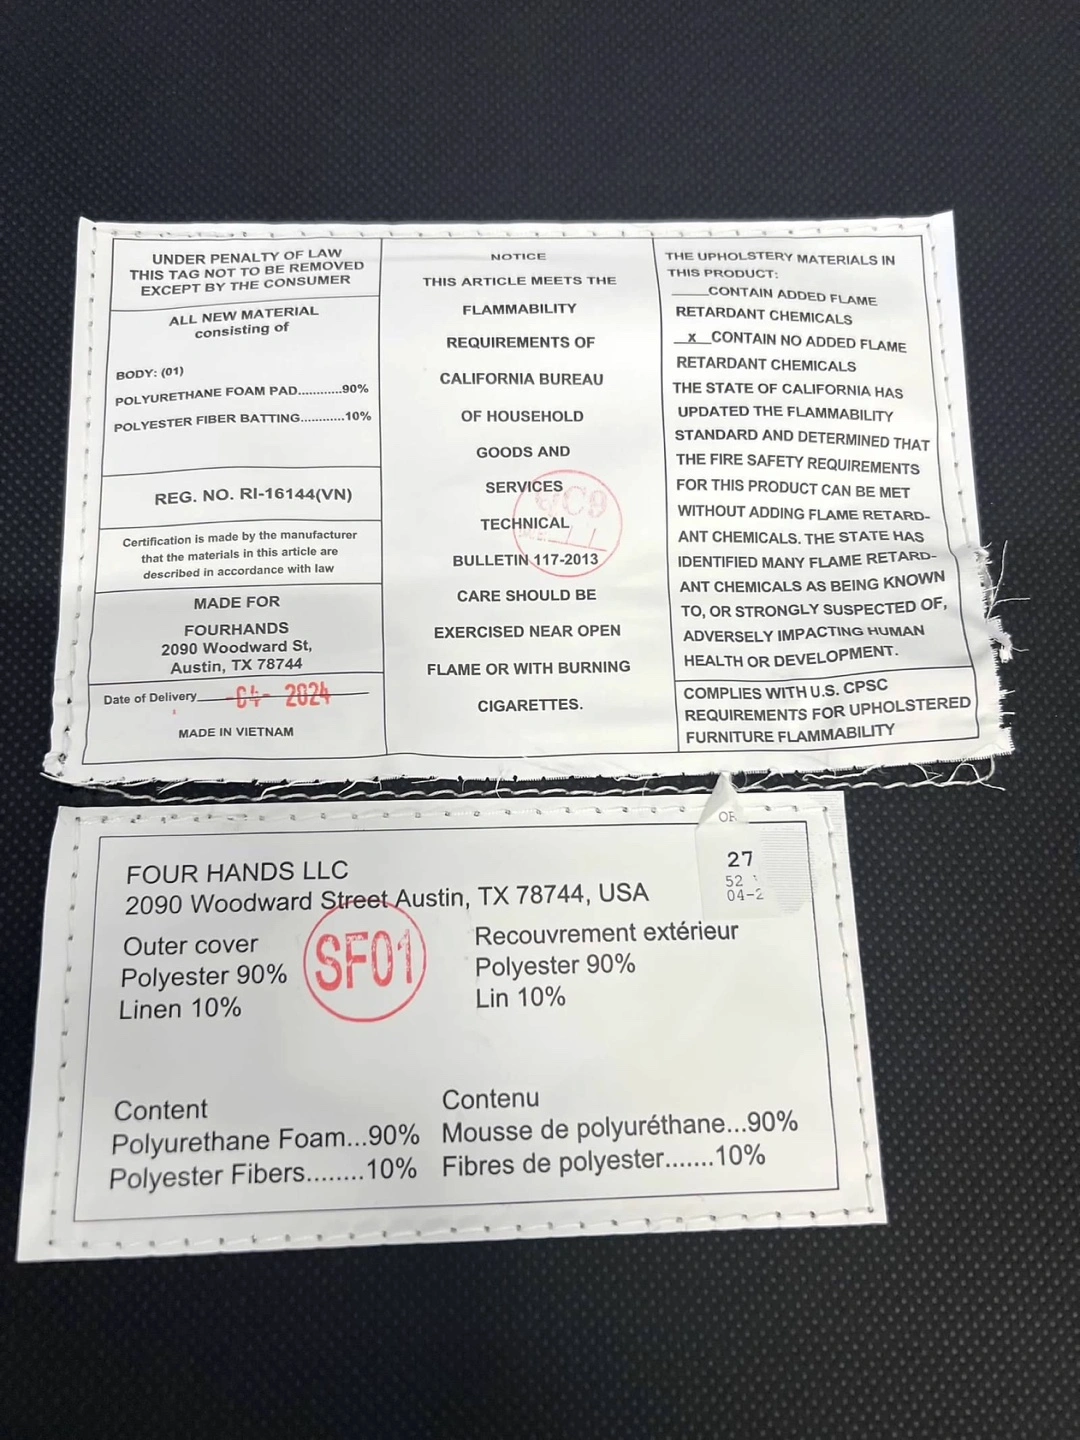 UNDER PENALTY OF LAW
THIS TAG NOT TO BE REMOVED
EXCEPT BY THE CONSUMER
ALL NEW MATERIAL
consisting of
BODY: (01)
POLYURETHANE FOAM PAD...........90%
POLYESTER FIBER BATTING...........10%
REG. NO. RI-16144(VN)
Certification is made by the manufacturer
that the materials in this article are
described in accordance with law
MADE FOR
FOURHANDS
2090 Woodward St,
Austin, TX 78744
Date of Delivery -04- 2024
MADE IN VIETNAM
NOTICE
THIS ARTICLE MEETS THE
FLAMMABILITY
REQUIREMENTS OF
CALIFORNIA BUREAU
OF HOUSEHOLD
GOODS AND
SERVICES
TECHNICAL
BULLETIN 117-2013
CARE SHOULD BE
EXERCISED NEAR OPEN
FLAME OR WITH BURNING
CIGARETTES.
THE UPHOLSTERY MATERIALS IN
THIS PRODUCT:
____CONTAIN ADDED FLAME
RETARDANT CHEMICALS
_x_CONTAIN NO ADDED FLAME
RETARDANT CHEMICALS
THE STATE OF CALIFORNIA HAS
UPDATED THE FLAMMABILITY
STANDARD AND DETERMINED THAT
THE FIRE SAFETY REQUIREMENTS
FOR THIS PRODUCT CAN BE MET
WITHOUT ADDING FLAME RETARD-
ANT CHEMICALS. THE STATE HAS
IDENTIFIED MANY FLAME RETARD-
ANT CHEMICALS AS BEING KNOWN
TO, OR STRONGLY SUSPECTED OF,
ADVERSELY IMPACTING HUMAN
HEALTH OR DEVELOPMENT.
COMPLIES WITH U.S. CPSC
REQUIREMENTS FOR UPHOLSTERED
FURNITURE FLAMMABILITY
FOUR HANDS LLC
2090 Woodward Street Austin, TX 78744, USA
27
52
04-2
Outer cover
Polyester 90%
Linen 10%
SF01
Recouvrement extérieur
Polyester 90%
Lin 10%
Content
Polyurethane Foam...90%
Polyester Fibers........10%
Contenu
Mousse de polyuréthane...90%
Fibres de polyester.......10%